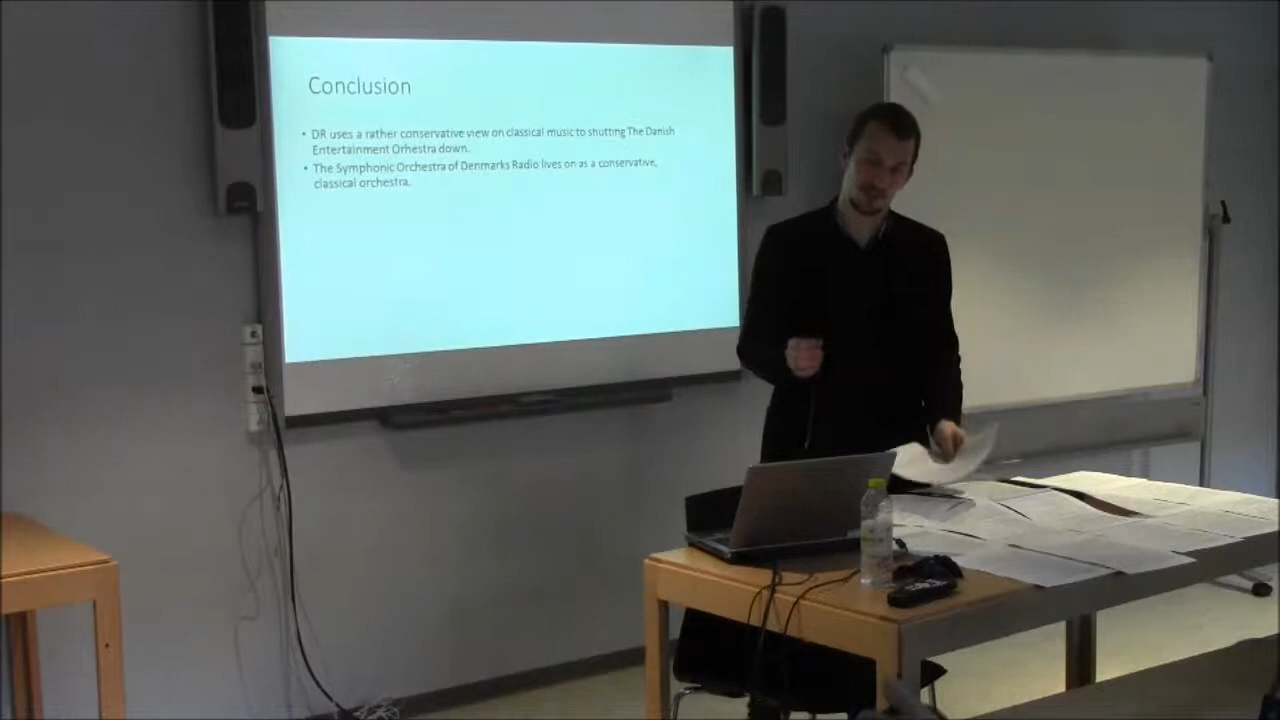 Conclusion
• DR uses a rather conservative view on classical music to shutting The Danish
Entertainment Orhestra down.
• The Symphonic Orchestra of Denmarks Radio lives on as a conservative,
classical orchestra.